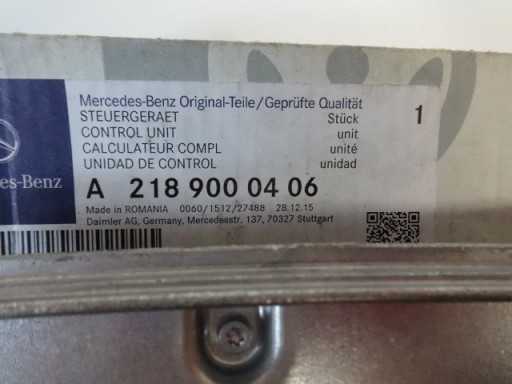 Mercedes-Benz Original-Teile/Geprüfte Qualität
STEUERGERAET Stück 1
CONTROL UNIT unit
CALCULATEUR COMPL unité
UNIDAD DE CONTROL unidad
es-Benz
A 218 900 04 06
Made in ROMANIA 0060/1512/27488 28.12.15
Daimler AG, Germany, Mercedesstr. 137, 70327 Stuttgart